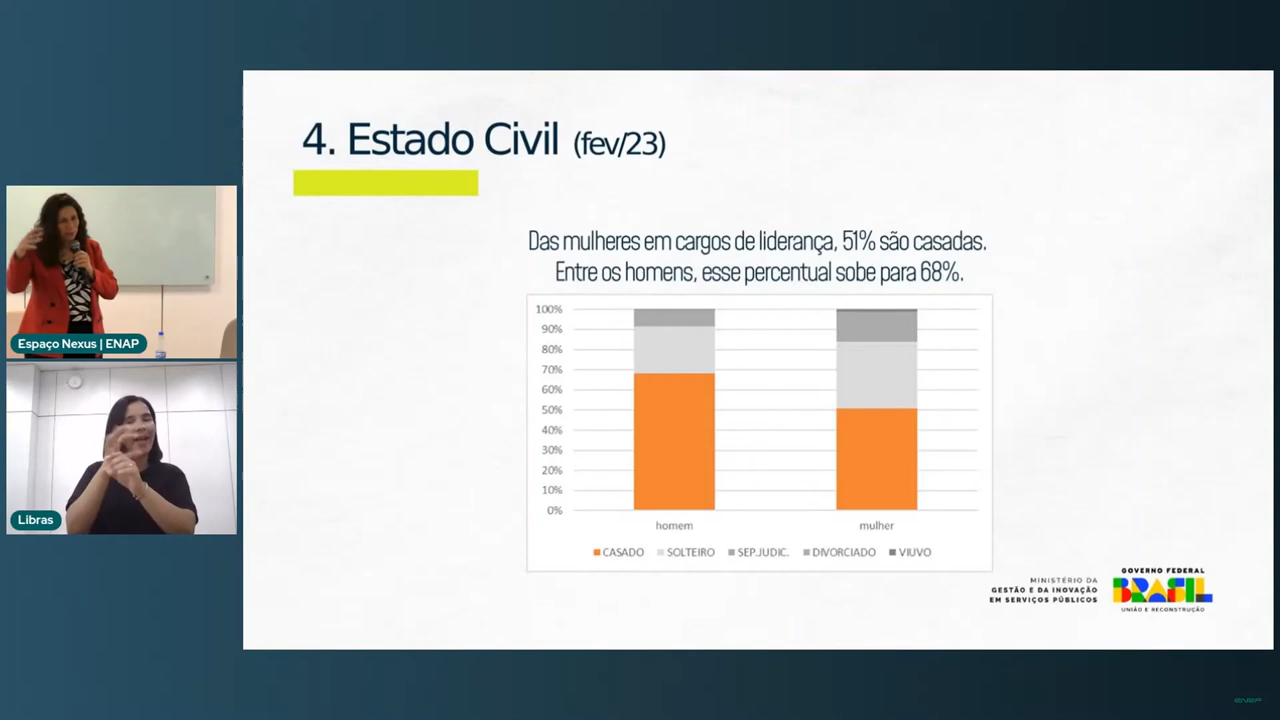 4. Estado Civil (fev/23)
Das mulheres em cargos de liderança, 51% são casadas.
Entre os homens, esse percentual sobe para 68%.
100%
90%
80%
70%
60%
50%
40%
30%
20%
10%
0%
homem
mulher
CASADO SOLTEIRO SEP.JUDIC. DIVORCIADO VIUVO
MINISTÉRIO DA
GESTÃO E DA INOVAÇÃO
EM SERVIÇOS PÚBLICOS
GOVERNO FEDERAL
BRASIL
UNIÃO E RECONSTRUÇÃO
Espaço Nexus | ENAP
Libras
enap